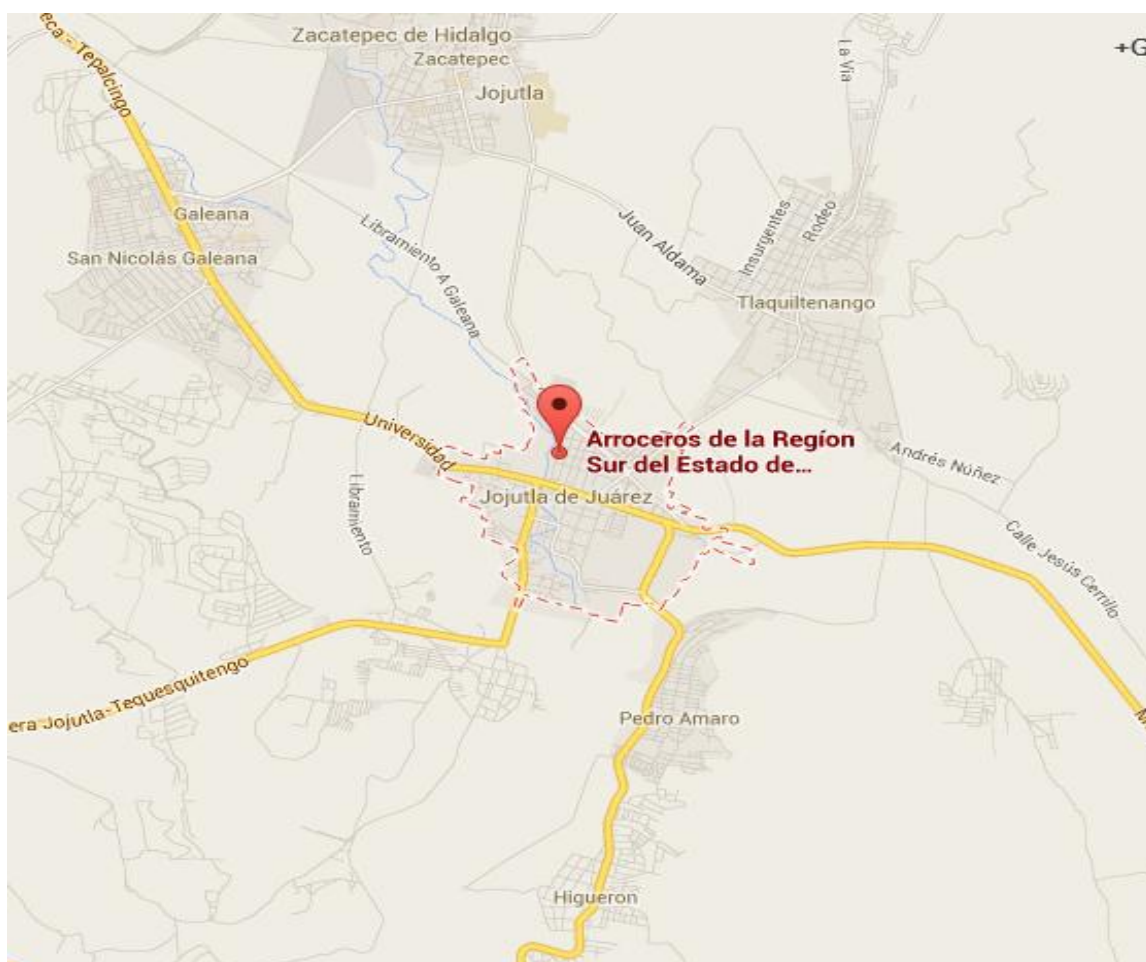 Zacatepec de Hidalgo
Zacatepec
+G
La Via
eca - Tepalcingo
Jojutla
Galeana
San Nicolás Galeana
Libramiento A Galeana
Juan Aldama
Insurgentes
Rodeo
Tlaquiltenango
Universidad
Arroceros de la Regíon
Sur del Estado de...
Andrés Núñez
Libramiento
Jojutla de Juárez
Calle Jesús Cerrillo
era Jojutla-Tequesquitengo
Pedro Amaro
Higueron